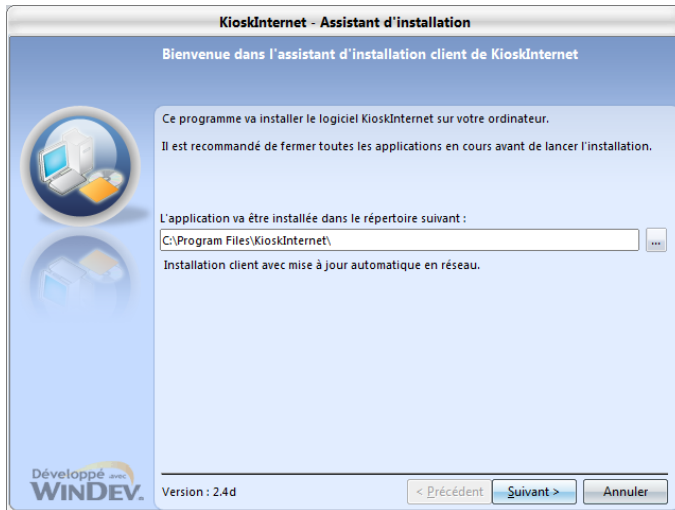 KioskInternet - Assistant d'installation
Bienvenue dans l'assistant d'installation client de KioskInternet
Ce programme va installer le logiciel KioskInternet sur votre ordinateur.
Il est recommandé de fermer toutes les applications en cours avant de lancer l'installation.
L'application va être installée dans le répertoire suivant :
C:\Program Files\KioskInternet\
...
Installation client avec mise à jour automatique en réseau.
Développé avec
WINDEV.
Version : 2.4d
< Précédent
Suivant >
Annuler